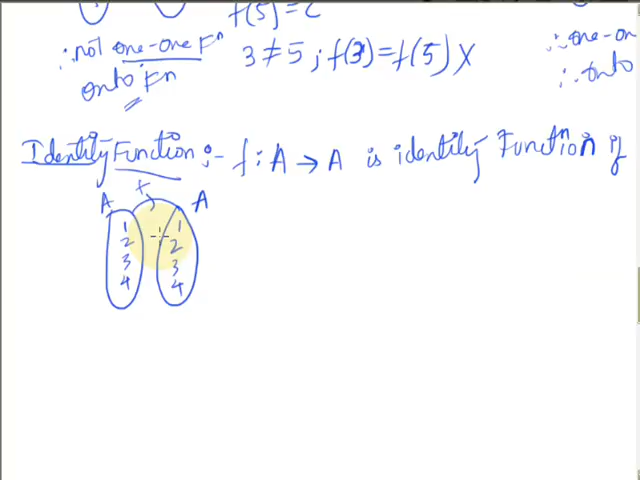 f(5) = c
∴ not one-one Fⁿ
3 ≠ 5 ; f(3) = f(5) X
∴ one-on
onto Fn
∴ onto
Identity Function :- f : A → A is identity Function if
f
A A
1 1
2 2
3 3
4 4